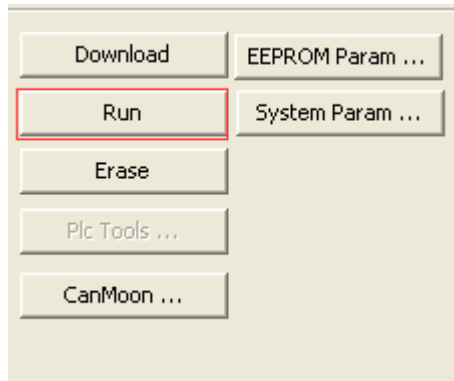 Download
EEPROM Param ...
Run
System Param ...
Erase
Plc Tools ...
CanMoon ...